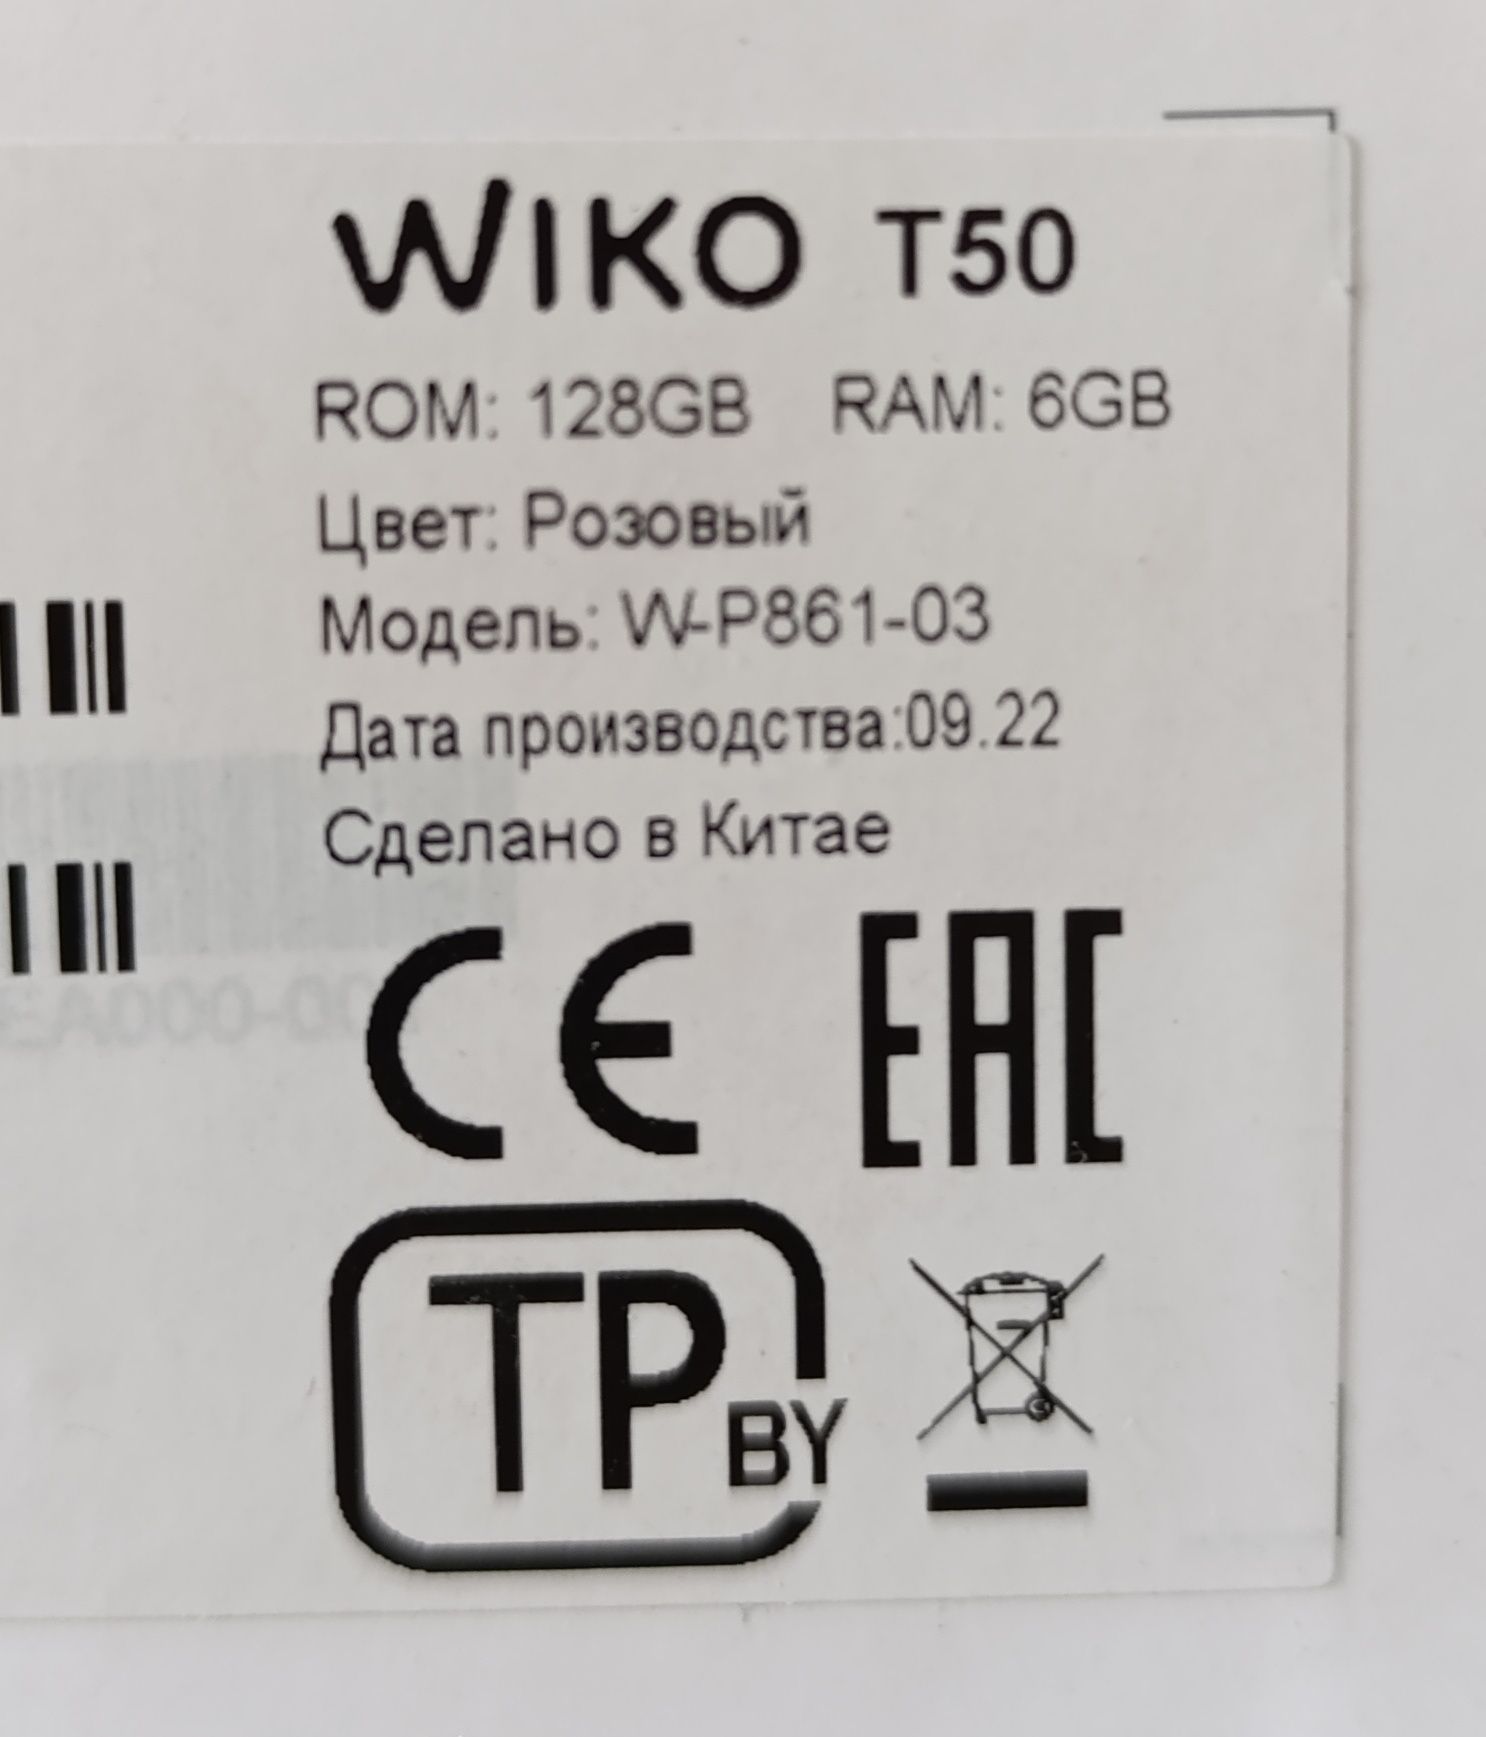 WIKO T50
ROM: 128GB RAM: 6GB
Цвет: Розовый
Модель: W-P861-03
Дата производства:09.22
Сделано в Китае
CE EAC
TP BY